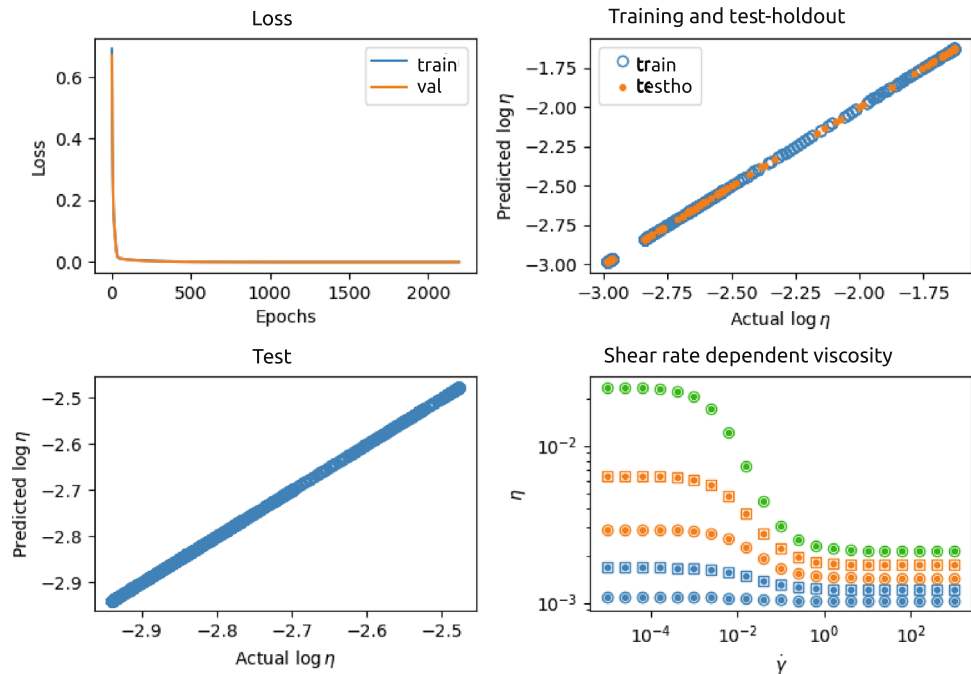 Loss
Training and test-holdout
0.6
0.4
0.2
0.0
Loss
train
val
0
500
1000
1500
2000
Epochs
−1.75
−2.00
−2.25
−2.50
−2.75
−3.00
Predicted log η
train
testho
−3.00
−2.75
−2.50
−2.25
−2.00
−1.75
Actual log η
Test
Shear rate dependent viscosity
−2.5
−2.6
−2.7
−2.8
−2.9
Predicted log η
−2.9
−2.8
−2.7
−2.6
−2.5
Actual log η
10⁻²
10⁻³
η
10⁻⁴
10⁻²
10⁰
10²
γ̇